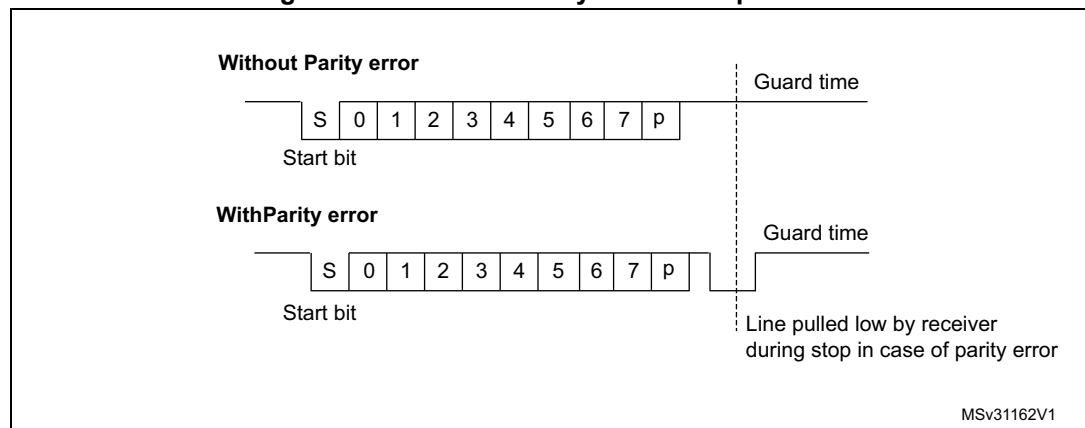 Without Parity error
Guard time
S 0 1 2 3 4 5 6 7 p
Start bit
WithParity error
Guard time
S 0 1 2 3 4 5 6 7 p
Start bit
Line pulled low by receiver
during stop in case of parity error
MSv31162V1